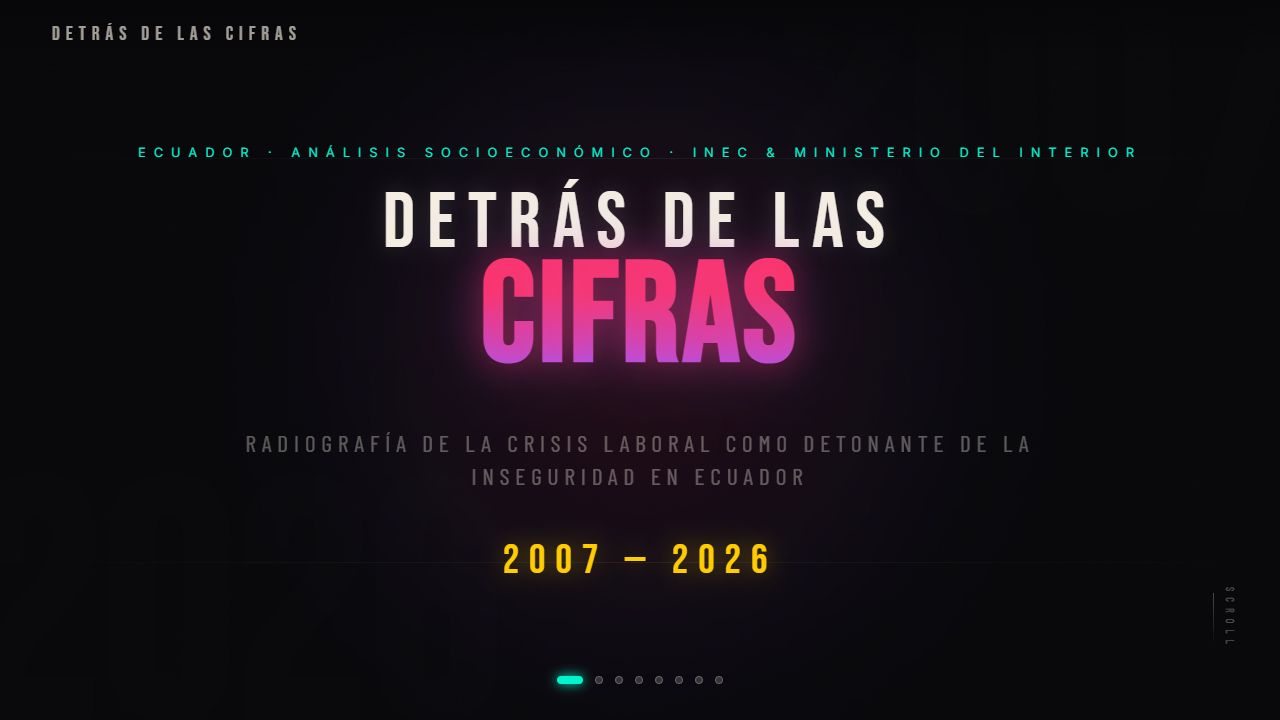 DETRÁS DE LAS CIFRAS
ECUADOR · ANÁLISIS SOCIOECONÓMICO · INEC & MINISTERIO DEL INTERIOR
DETRÁS DE LAS
CIFRAS
RADIOGRAFÍA DE LA CRISIS LABORAL COMO DETONANTE DE LA
INSEGURIDAD EN ECUADOR
2007 — 2026
SCROLL